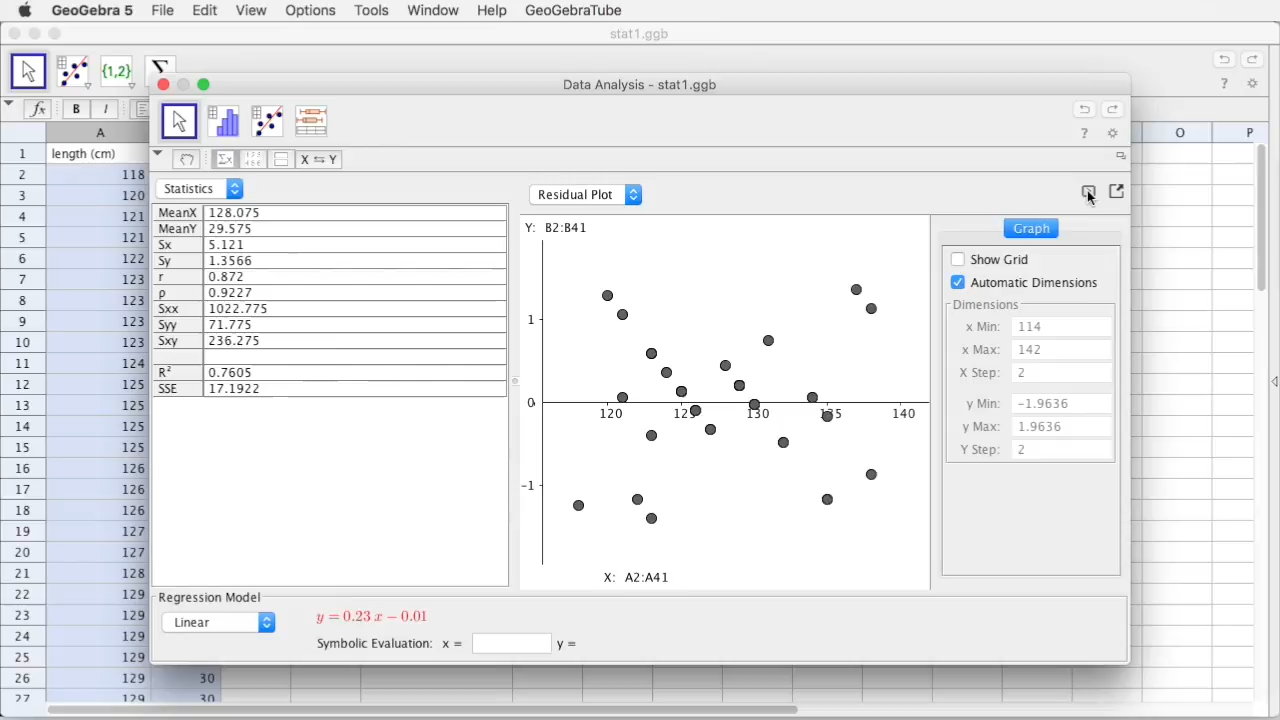 GeoGebra 5 File Edit View Options Tools Window Help GeoGebraTube
stat1.ggb
{1,2} Σ
Data Analysis - stat1.ggb
?
?
fx B I
Σx X ⇆ Y
A O P
Statistics
Residual Plot
1 length (cm)
2 118
3 120
4 121
5 121
6 122
7 123
8 123
9 123
10 123
11 124
12 125
13 125
14 125
15 125
16 126
17 126
18 126
19 127
20 127
21 128
22 129
23 129
24 129
25 129
26 129 30
27 129 30
MeanX 128.075
MeanY 29.575
Sx 5.121
Sy 1.3566
r 0.872
ρ 0.9227
Sxx 1022.775
Syy 71.775
Sxy 236.275
R² 0.7605
SSE 17.1922
Y: B2:B41
1
0
-1
120 125 130 135 140
X: A2:A41
Graph
Show Grid
Automatic Dimensions
Dimensions
x Min: 114
x Max: 142
X Step: 2
y Min: −1.9636
y Max: 1.9636
Y Step: 2
Regression Model
Linear
y = 0.23 x − 0.01
Symbolic Evaluation: x = y =